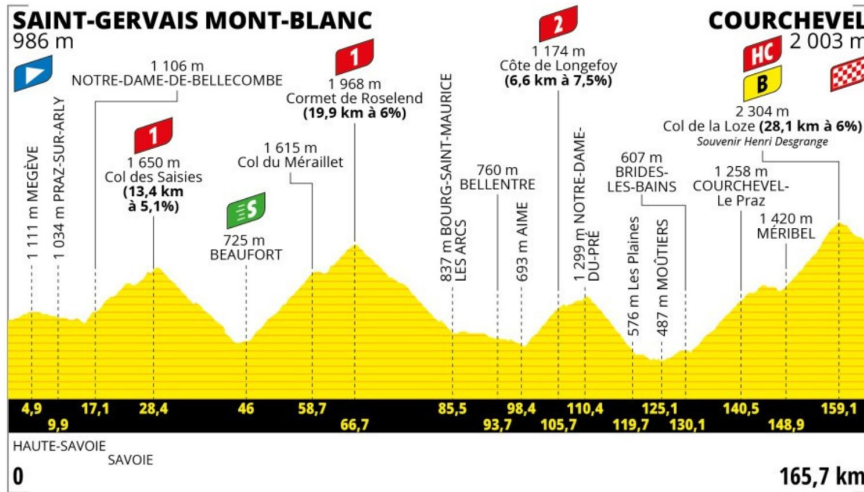 SAINT-GERVAIS MONT-BLANC
986 m
COURCHEVEL
2 003 m
1 106 m
NOTRE-DAME-DE-BELLECOMBE
1
1 968 m
Cormet de Roselend
(19,9 km à 6%)
2
1 174 m
Côte de Longefoy
(6,6 km à 7,5%)
HC
B
2 304 m
Col de la Loze (28,1 km à 6%)
Souvenir Henri Desgrange
1
1 650 m
Col des Saisies
(13,4 km
à 5,1%)
1 615 m
Col du Méraillet
S
725 m
BEAUFORT
1 111 m MEGÈVE
1 034 m PRAZ-SUR-ARLY
837 m BOURG-SAINT-MAURICE
LES ARCS
760 m
BELLENTRE
693 m AIME
1 299 m NOTRE-DAME-
DU-PRÉ
607 m
BRIDES-
LES-BAINS
576 m Les Plaines
487 m MOÛTIERS
1 258 m
COURCHEVEL-
Le Praz
1 420 m
MÉRIBEL
4,9
9,9
17,1
28,4
46
58,7
66,7
85,5
93,7
98,4
105,7
110,4
119,7
125,1
130,1
140,5
148,9
159,1
HAUTE-SAVOIE
SAVOIE
0
165,7 km